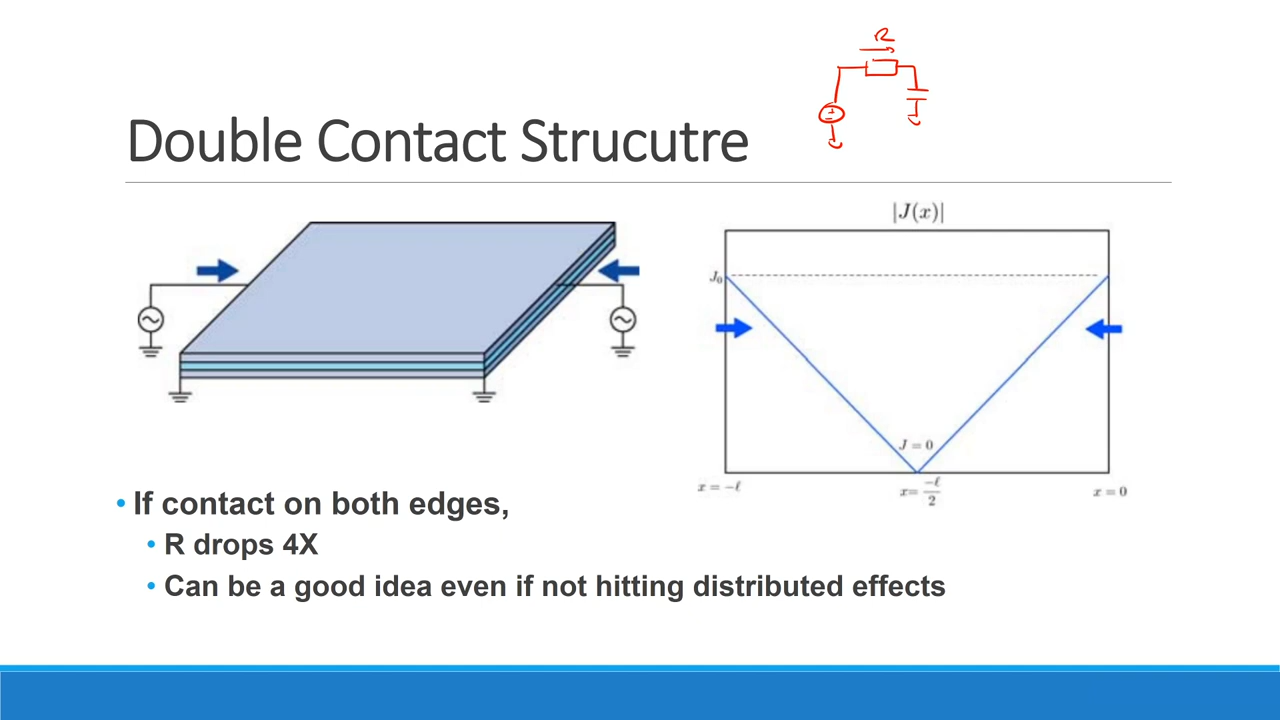 R
Double Contact Strucutre
|J(x)|
J₀
J = 0
x = −ℓ
x= −ℓ/2
x = 0
• If contact on both edges,
• R drops 4X
• Can be a good idea even if not hitting distributed effects